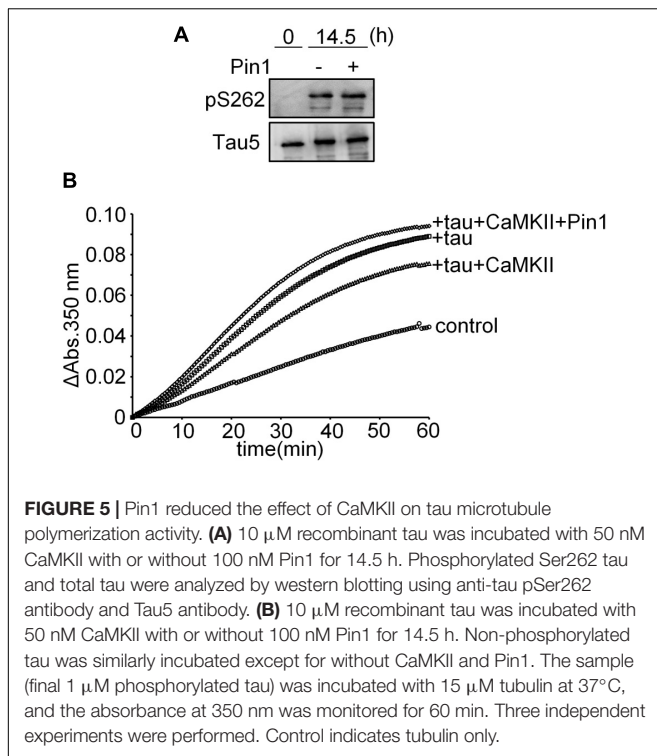 A
0 14.5 (h)
Pin1 - +
pS262
Tau5
B
0.10
0.08
0.06
0.04
0.02
0
ΔAbs.350 nm
+tau+CaMKII+Pin1
+tau
+tau+CaMKII
control
0 10 20 30 40 50 60
time(min)
FIGURE 5 | Pin1 reduced the effect of CaMKII on tau microtubule
polymerization activity. (A) 10 μM recombinant tau was incubated with 50 nM
CaMKII with or without 100 nM Pin1 for 14.5 h. Phosphorylated Ser262 tau
and total tau were analyzed by western blotting using anti-tau pSer262
antibody and Tau5 antibody. (B) 10 μM recombinant tau was incubated with
50 nM CaMKII with or without 100 nM Pin1 for 14.5 h. Non-phosphorylated
tau was similarly incubated except for without CaMKII and Pin1. The sample
(final 1 μM phosphorylated tau) was incubated with 15 μM tubulin at 37°C,
and the absorbance at 350 nm was monitored for 60 min. Three independent
experiments were performed. Control indicates tubulin only.